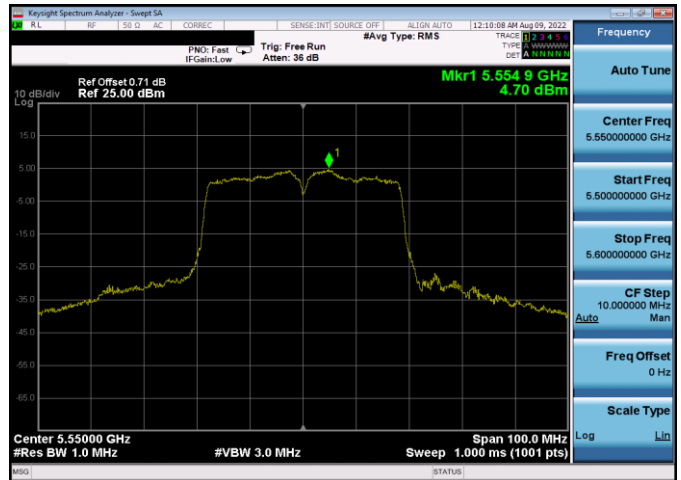 Keysight Spectrum Analyzer - Swept SA
RL RF 50 Ω AC CORREC SENSE:INT SOURCE OFF ALIGN AUTO 12:10:08 AM Aug 09, 2022
#Avg Type: RMS
TRACE 1 2 3 4 5 6
PNO: Fast Trig: Free Run TYPE A WWWWW
IFGain:Low Atten: 36 dB DET A N N N N N
Mkr1 5.554 9 GHz
4.70 dBm
Ref Offset 0.71 dB
10 dB/div Ref 25.00 dBm
Log
15.0
1
5.00
-5.00
-15.0
-25.0
-35.0
-45.0
-55.0
-65.0
Center 5.55000 GHz Span 100.0 MHz
#Res BW 1.0 MHz #VBW 3.0 MHz Sweep 1.000 ms (1001 pts)
MSG STATUS
Frequency
Auto Tune
Center Freq
5.550000000 GHz
Start Freq
5.500000000 GHz
Stop Freq
5.600000000 GHz
CF Step
10.000000 MHz
Auto Man
Freq Offset
0 Hz
Scale Type
Log Lin